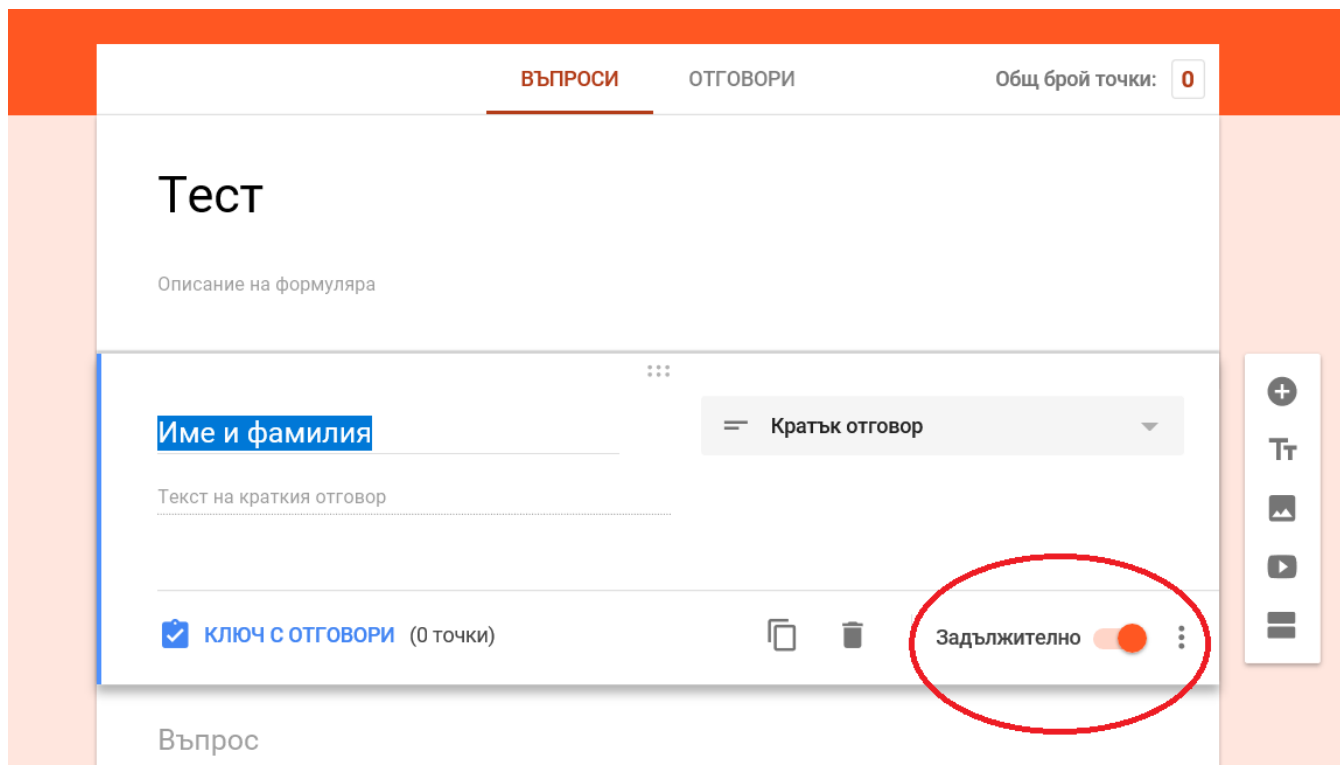 ВЪПРОСИ ОТГОВОРИ Общ брой точки: 0
Тест
Описание на формуляра
Име и фамилия Кратък отговор
Тт
Текст на краткия отговор
КЛЮЧ С ОТГОВОРИ (0 точки) Задължително
Въпрос